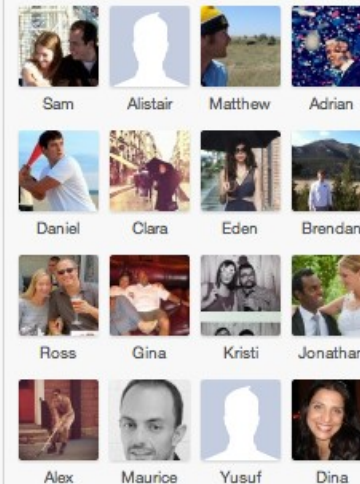 Sam Alistair Matthew Adrian
Daniel Clara Eden Brendan
Ross Gina Kristi Jonathan
Alex Maurice Yusuf Dina